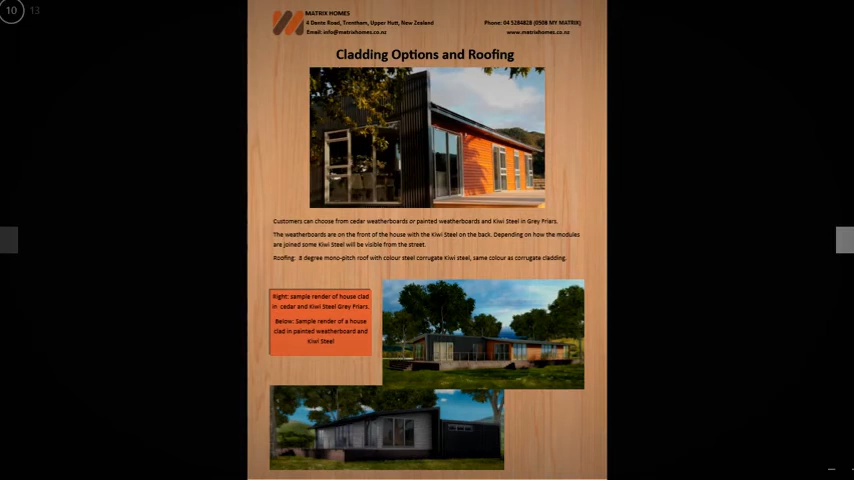 10 13
MATRIX HOMES
4 Dante Road, Trentham, Upper Hutt, New Zealand
Phone: 04 5284828 (0508 MY MATRIX)
Email: info@matrixhomes.co.nz
www.matrixhomes.co.nz
Cladding Options and Roofing
Customers can choose from cedar weatherboards or painted weatherboards and Kiwi Steel in Grey Friars.
The weatherboards are on the front of the house with the Kiwi Steel on the back. Depending on how the modules
are joined some Kiwi Steel will be visible from the street.
Roofing: .8 degree mono-pitch roof with colour steel corrugate Kiwi steel, same colour as corrugate cladding.
Right: sample render of house clad
in cedar and Kiwi Steel Grey Friars.
Below: Sample render of a house
clad in painted weatherboard and
Kiwi Steel